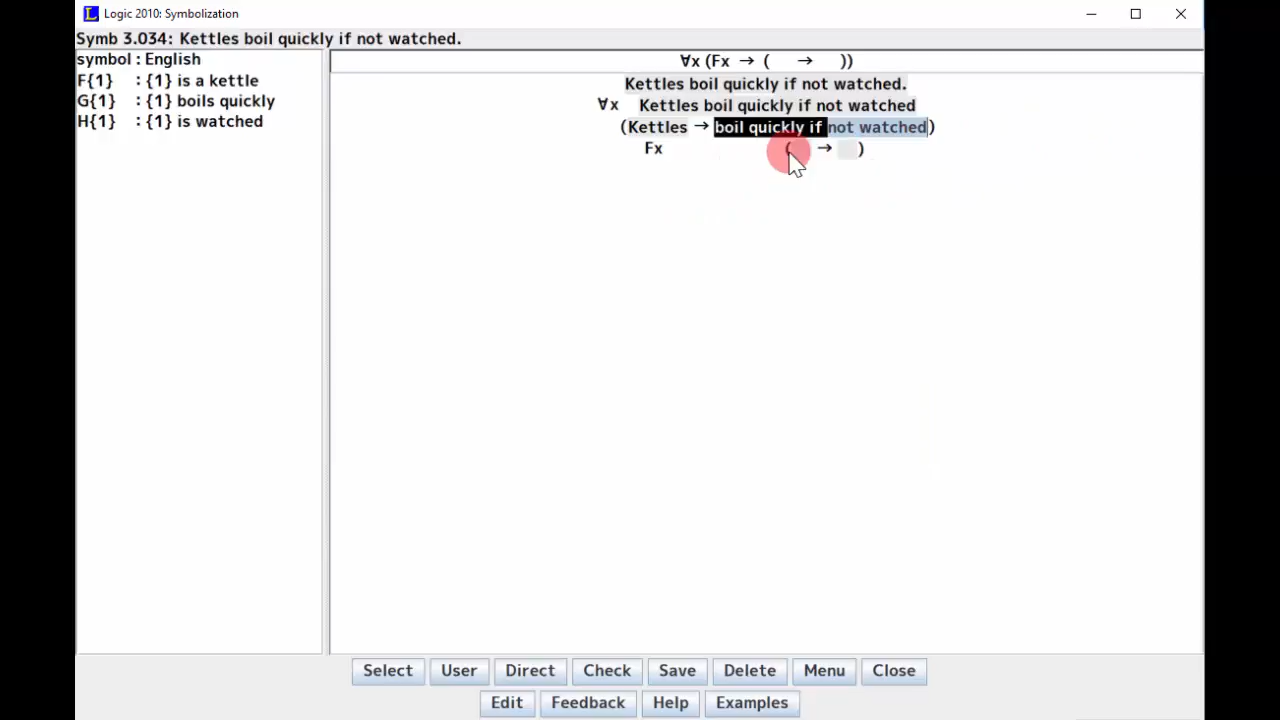 Logic 2010: Symbolization
Symb 3.034: Kettles boil quickly if not watched.
symbol : English
F{1} : {1} is a kettle
G{1} : {1} boils quickly
H{1} : {1} is watched
∀x (Fx → ( → ))
Kettles boil quickly if not watched.
∀x Kettles boil quickly if not watched
(Kettles → boil quickly if not watched)
Fx ( → )
Select User Direct Check Save Delete Menu Close
Edit Feedback Help Examples